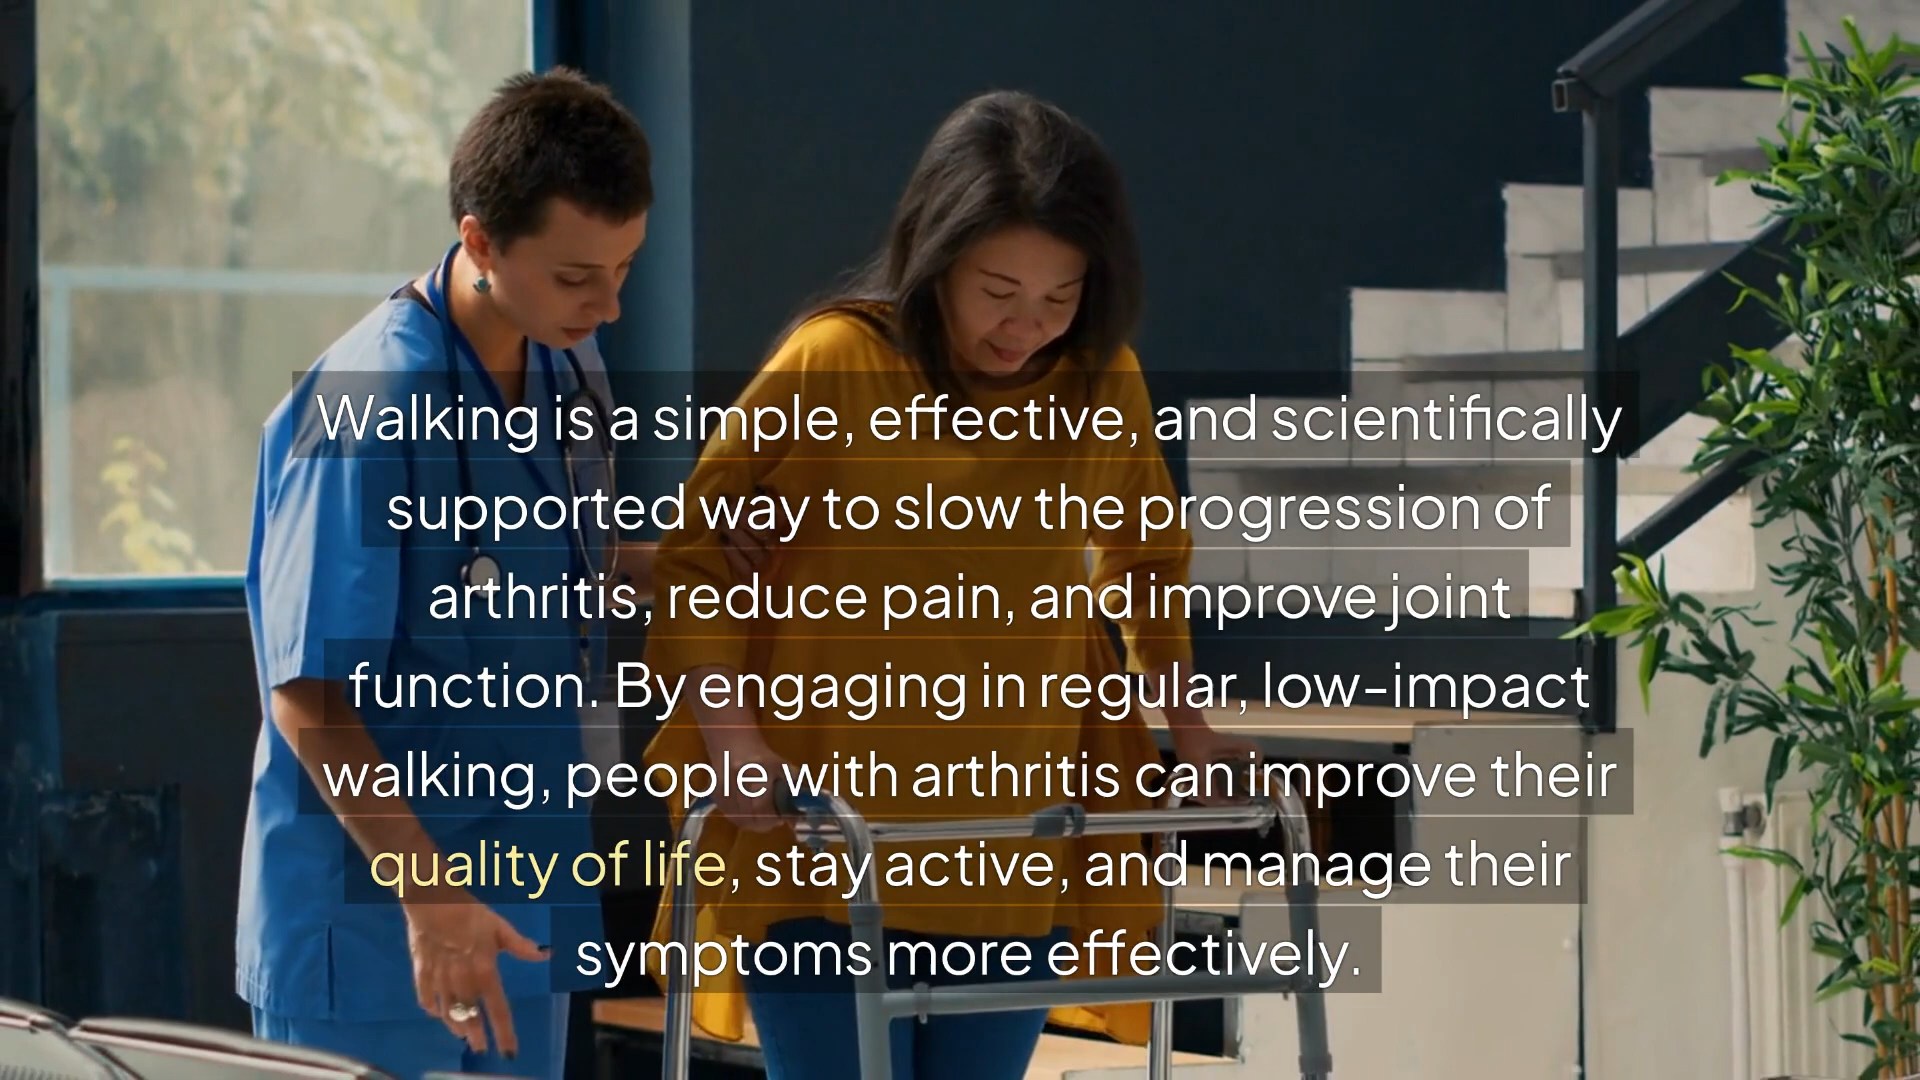 Walking is a simple, effective, and scientifically
supported way to slow the progression of
arthritis, reduce pain, and improve joint
function. By engaging in regular, low-impact
walking, people with arthritis can improve their
quality of life, stay active, and manage their
symptoms more effectively.